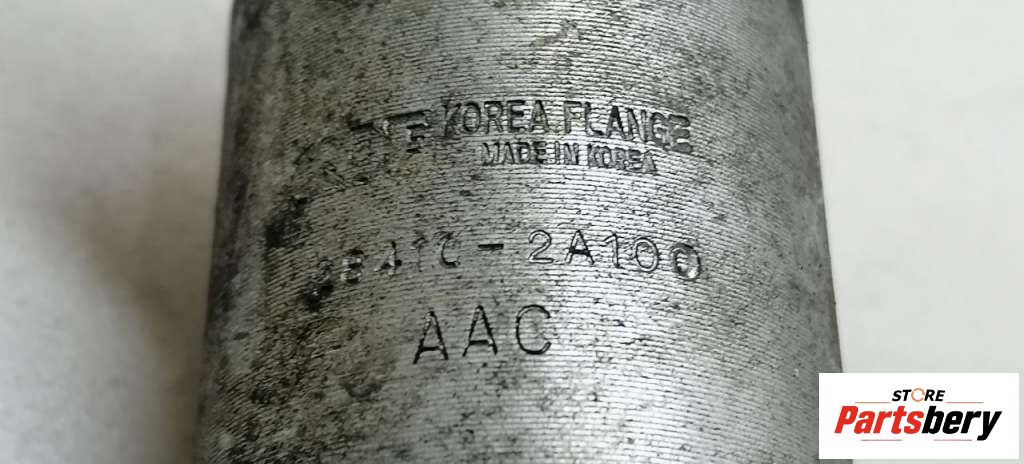 KOREA FLANGE
MADE IN KOREA
28410-2A100
AAC
STORE
Partsbery